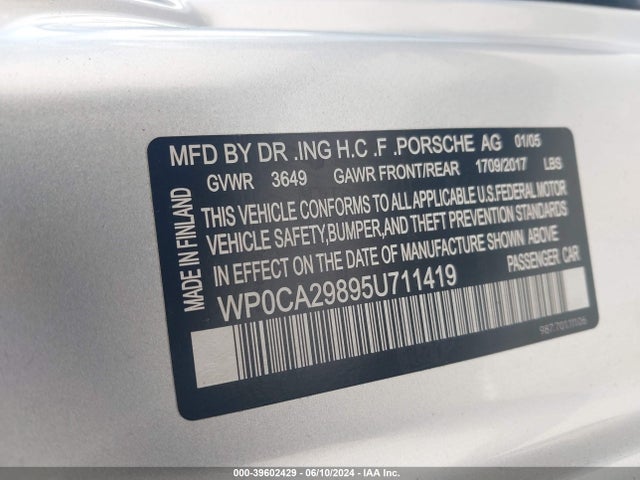 MFD BY DR .ING H.C .F .PORSCHE AG 01/05
GVWR 3649 GAWR FRONT/REAR 1709/2017 LBS
MADE IN FINLAND
THIS VEHICLE CONFORMS TO ALL APPLICABLE U.S.FEDERAL MOTOR
VEHICLE SAFETY,BUMPER,AND THEFT PREVENTION STANDARDS
IN EFFECT ON THE DATE OF MANUFACTURE SHOWN ABOVE
WP0CA29895U711419 PASSENGER CAR
000-39602429 - 06/10/2024 - IAA Inc.